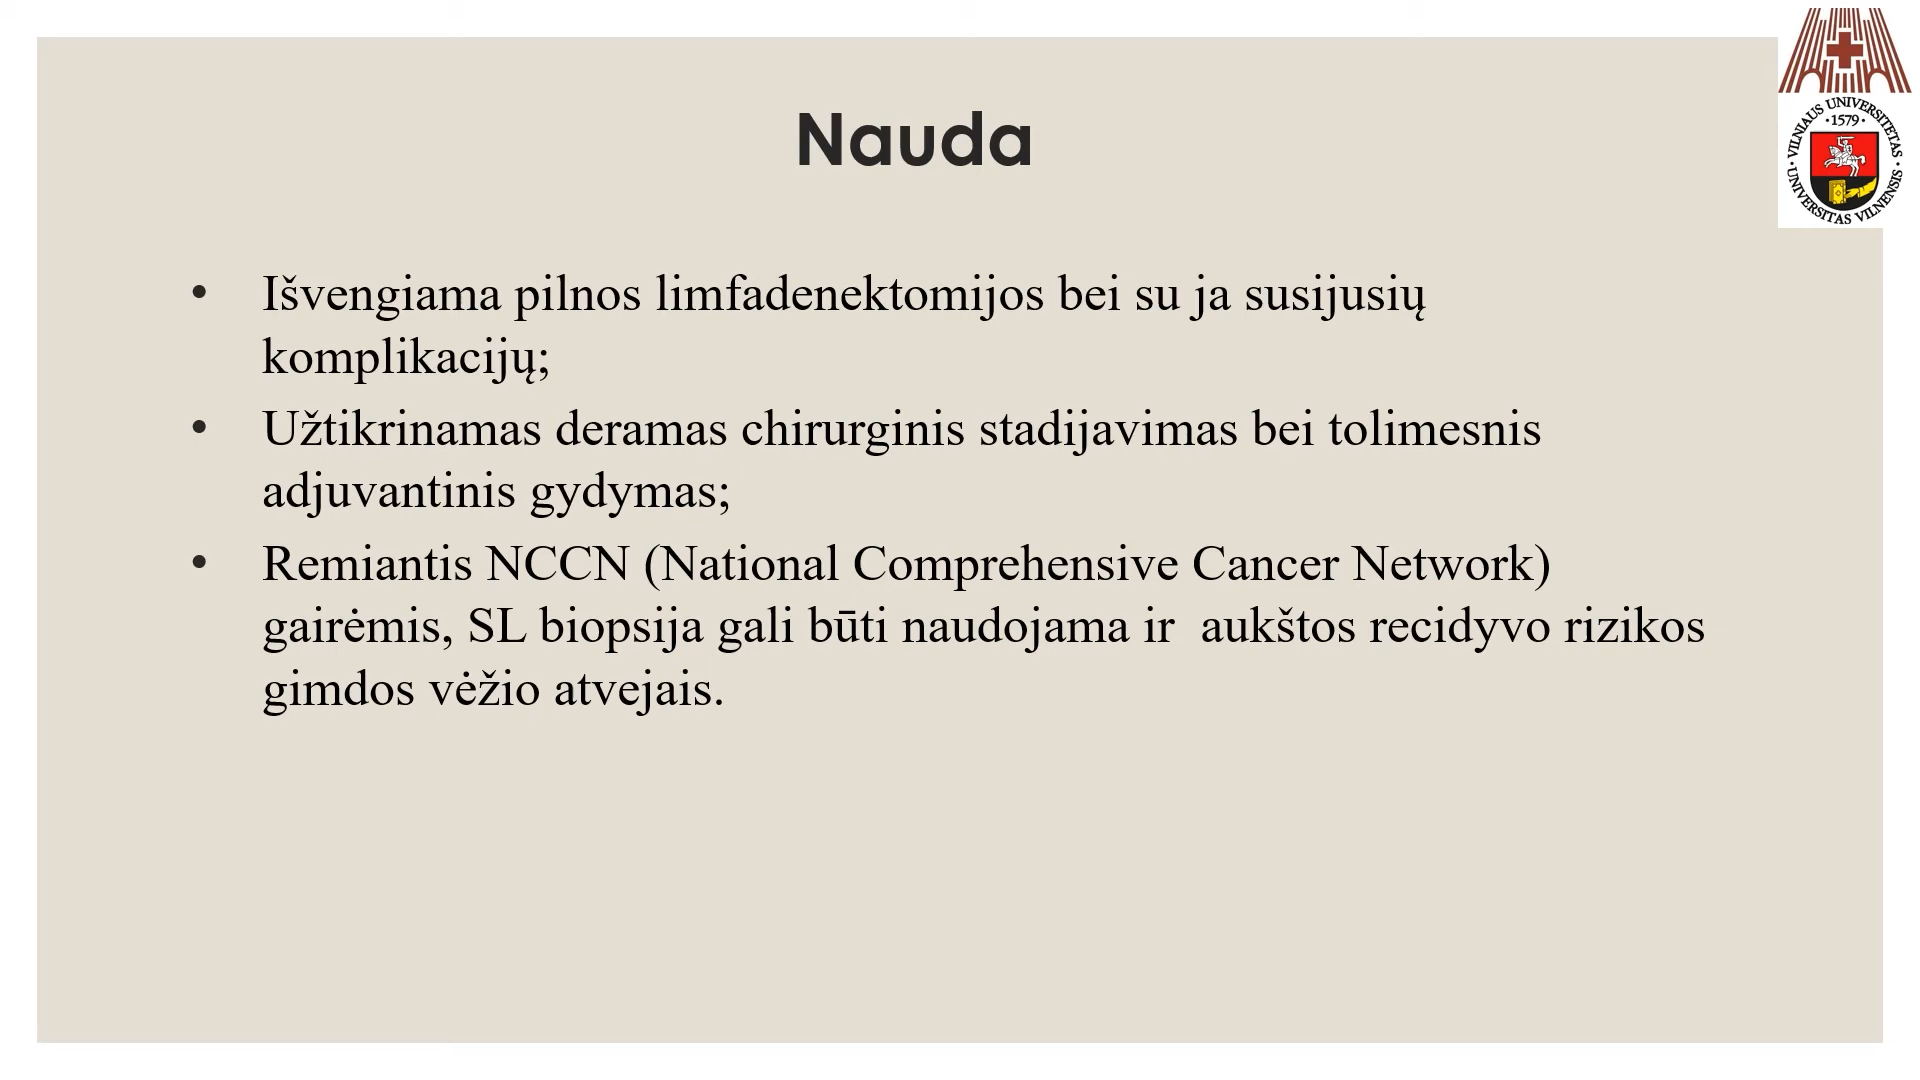 VILNIAUS UNIVERSITETAS
·1579·
UNIVERSITAS VILNENSIS
Nauda
• Išvengiama pilnos limfadenektomijos bei su ja susijusių
komplikacijų;
• Užtikrinamas deramas chirurginis stadijavimas bei tolimesnis
adjuvantinis gydymas;
• Remiantis NCCN (National Comprehensive Cancer Network)
gairėmis, SL biopsija gali būti naudojama ir  aukštos recidyvo rizikos
gimdos vėžio atvejais.